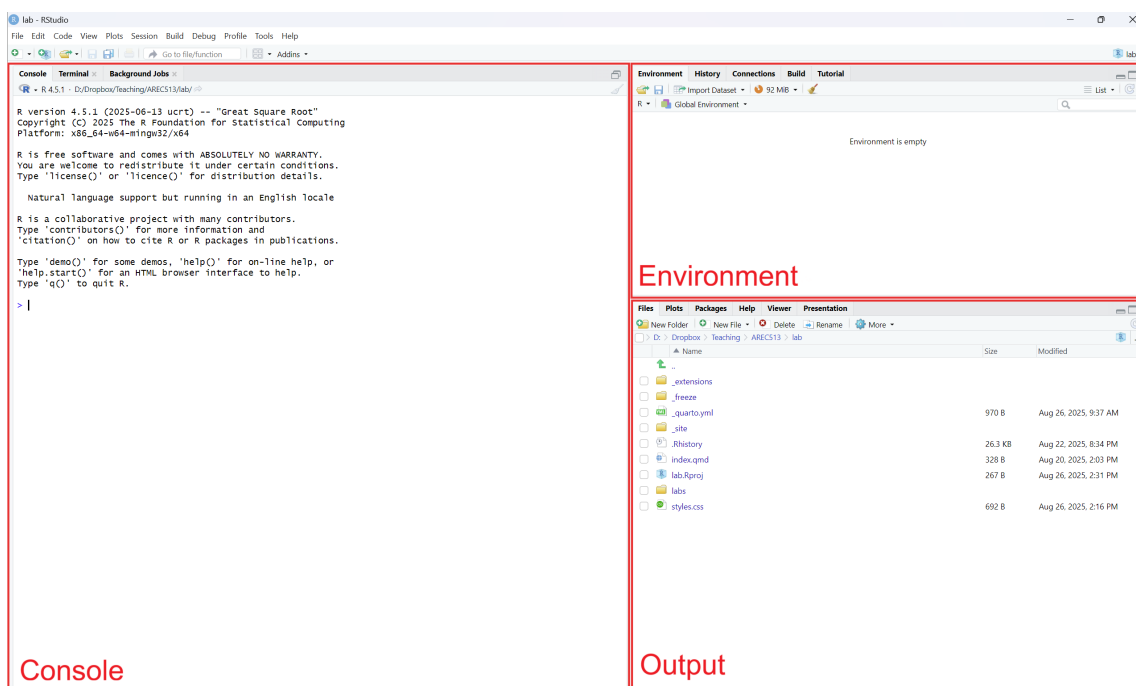 lab - RStudio
File Edit Code View Plots Session Build Debug Profile Tools Help
Go to file/function Addins lab
Console Terminal Background Jobs
R 4.5.1 · D:/Dropbox/Teaching/AREC513/lab/
R version 4.5.1 (2025-06-13 ucrt) -- "Great Square Root"
Copyright (C) 2025 The R Foundation for Statistical Computing
Platform: x86_64-w64-mingw32/x64
R is free software and comes with ABSOLUTELY NO WARRANTY.
You are welcome to redistribute it under certain conditions.
Type 'license()' or 'licence()' for distribution details.
Natural language support but running in an English locale
R is a collaborative project with many contributors.
Type 'contributors()' for more information and
'citation()' on how to cite R or R packages in publications.
Type 'demo()' for some demos, 'help()' for on-line help, or
'help.start()' for an HTML browser interface to help.
Type 'q()' to quit R.
>
Console
Environment History Connections Build Tutorial
Import Dataset 92 MiB List
R Global Environment
Environment is empty
Environment
Files Plots Packages Help Viewer Presentation
New Folder New File Delete Rename More
D: > Dropbox > Teaching > AREC513 > lab
Name Size Modified
..
_extensions
_freeze
_quarto.yml 970 B Aug 26, 2025, 9:37 AM
_site
.Rhistory 26.3 KB Aug 22, 2025, 8:34 PM
index.qmd 328 B Aug 20, 2025, 2:03 PM
lab.Rproj 267 B Aug 26, 2025, 2:31 PM
labs
styles.css 692 B Aug 26, 2025, 2:16 PM
Output